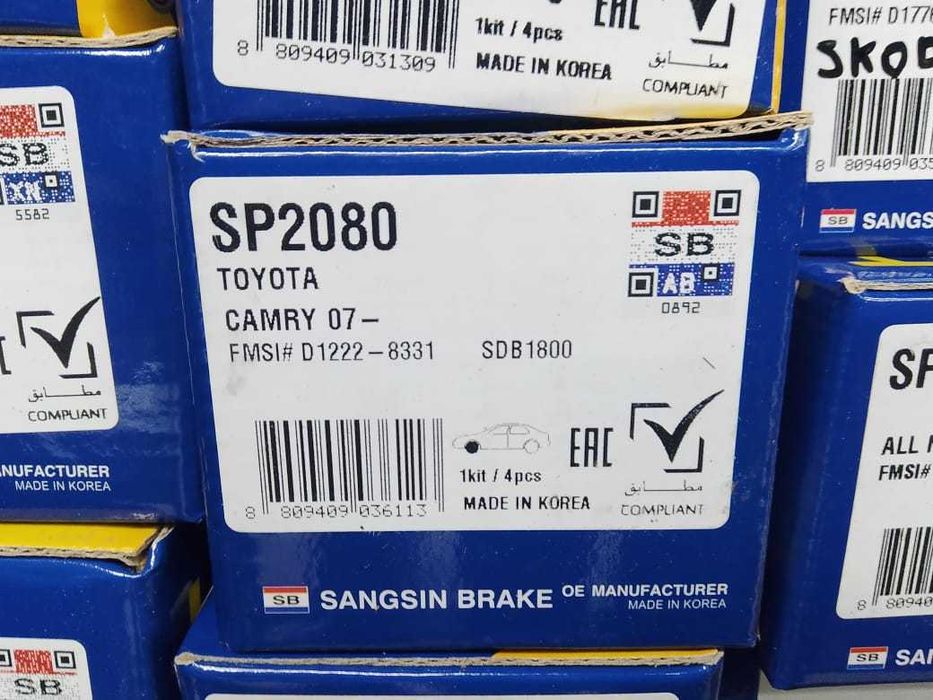 EAC
1kit / 4pcs
8 809409 031309
MADE IN KOREA
مطابق
COMPLIANT
FMSI# D1776
SKOD
8 809409 035
SB SANGS
SB
XN
5582
مطابق
COMPLIANT
MADE IN KOREA
SP2080
TOYOTA
CAMRY 07-
FMSI# D1222-8331 SDB1800
SB
AB
0892
EAC
1kit / 4pcs
8 809409 036113
MADE IN KOREA
مطابق
COMPLIANT
SB SANGSIN BRAKE OE MANUFACTURER
MADE IN KOREA
SP
ALL
FMSI#
8 80940
SB SAN
SB